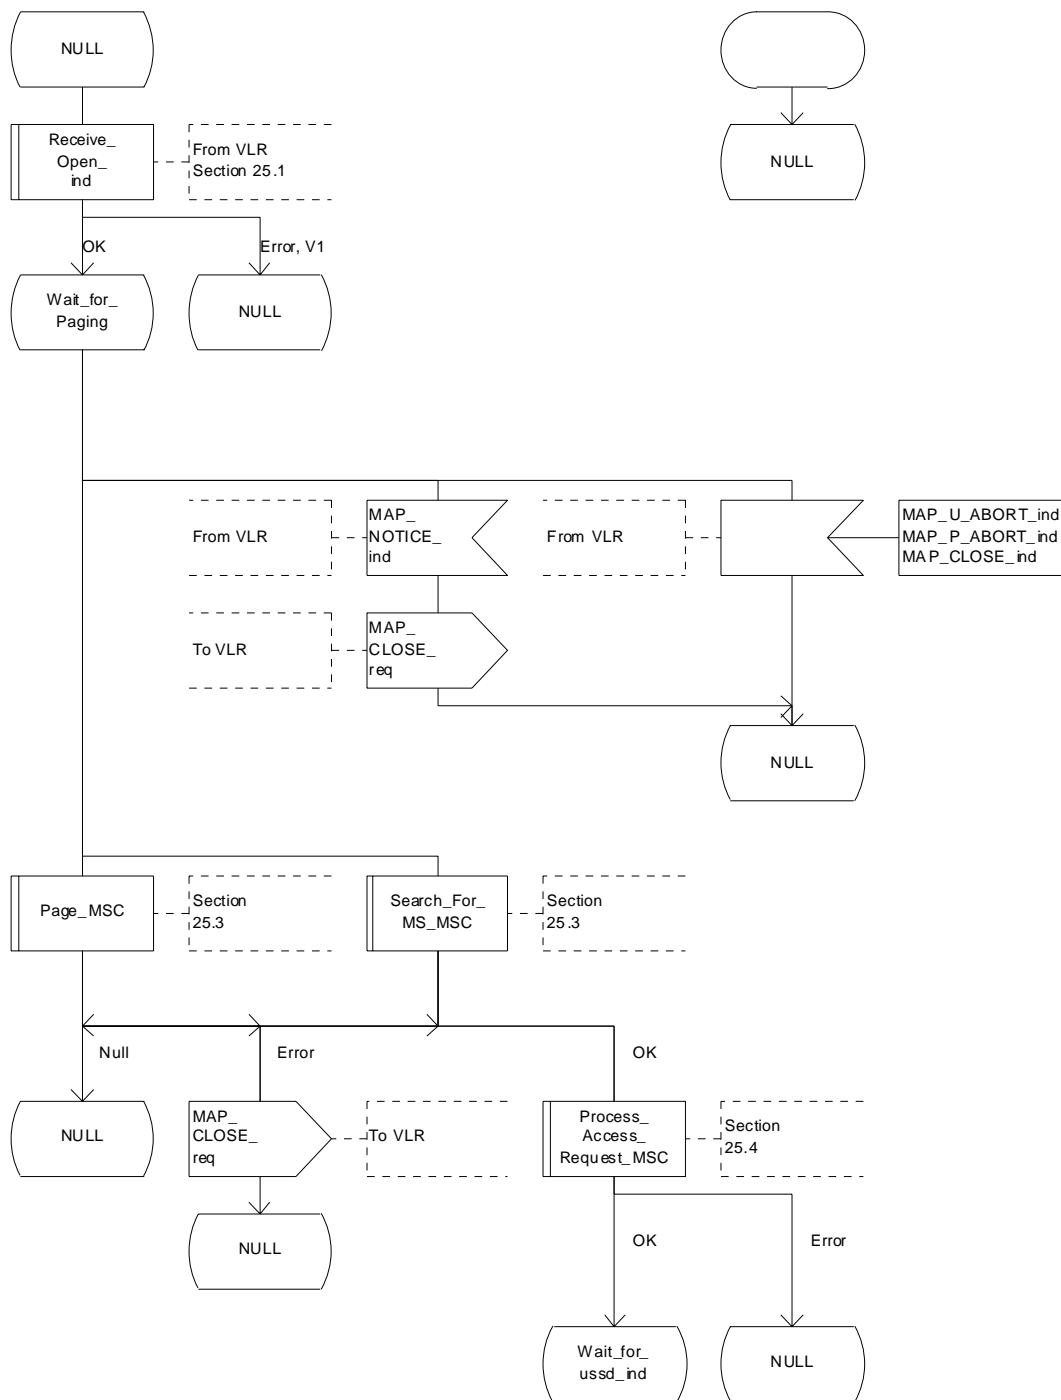 NULL
Receive_
Open_
ind
From VLR
Section 25.1
NULL
OK
Error, V1
Wait_for_
Paging
NULL
From VLR
MAP_
NOTICE_
ind
From VLR
MAP_U_ABORT_ind
MAP_P_ABORT_ind
MAP_CLOSE_ind
To VLR
MAP_
CLOSE_
req
NULL
Page_MSC
Section
25.3
Search_For_
MS_MSC
Section
25.3
Null
Error
OK
NULL
MAP_
CLOSE_
req
To VLR
Process_
Access_
Request_MSC
Section
25.4
NULL
OK
Error
Wait_for_
ussd_ind
NULL